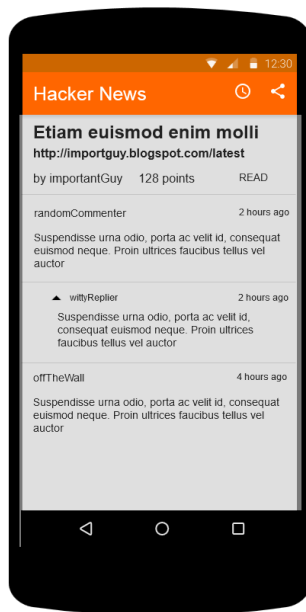 12:30
Hacker News
Etiam euismod enim molli
http://importguy.blogspot.com/latest
by importantGuy 128 points READ
randomCommenter 2 hours ago
Suspendisse urna odio, porta ac velit id, consequat
euismod neque. Proin ultrices faucibus tellus vel
auctor
wittyReplier 2 hours ago
Suspendisse urna odio, porta ac velit id,
consequat euismod neque. Proin ultrices
faucibus tellus vel auctor
offTheWall 4 hours ago
Suspendisse urna odio, porta ac velit id, consequat
euismod neque. Proin ultrices faucibus tellus vel
auctor